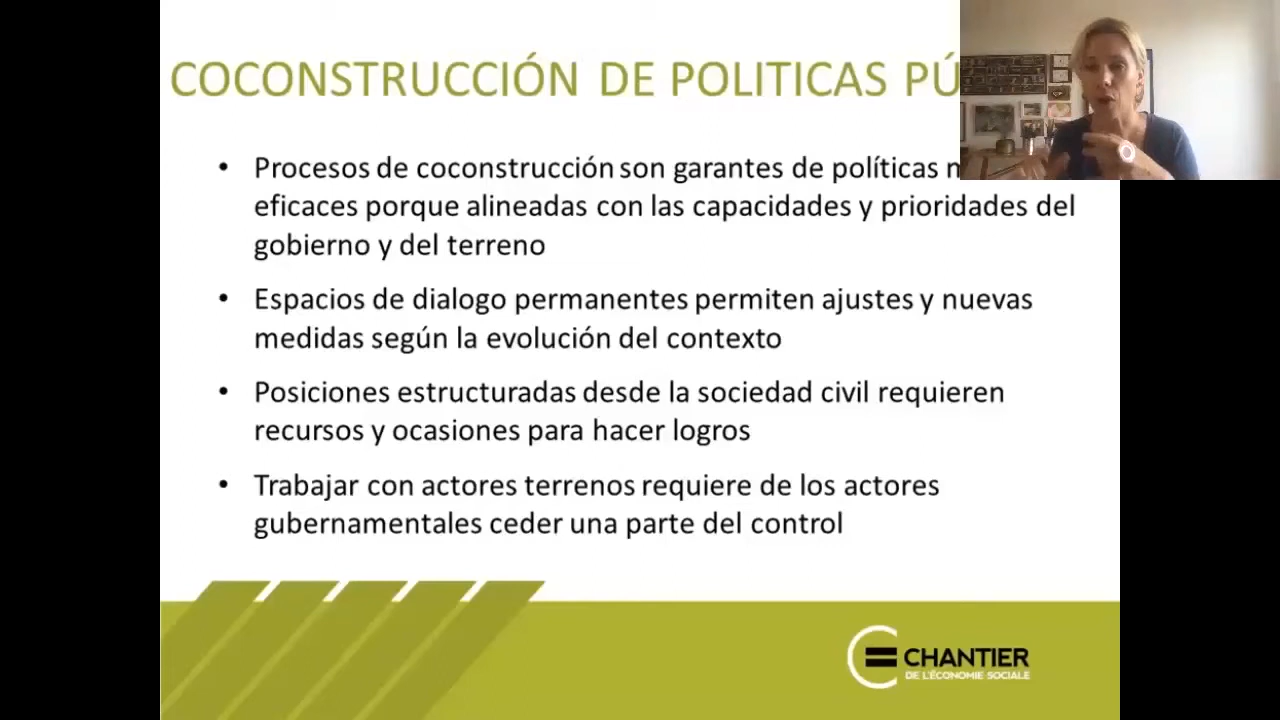 COCONSTRUCCIÓN DE POLITICAS PÚ
• Procesos de coconstrucción son garantes de políticas
eficaces porque alineadas con las capacidades y prioridades del
gobierno y del terreno
• Espacios de dialogo permanentes permiten ajustes y nuevas
medidas según la evolución del contexto
• Posiciones estructuradas desde la sociedad civil requieren
recursos y ocasiones para hacer logros
• Trabajar con actores terrenos requiere de los actores
gubernamentales ceder una parte del control
CHANTIER
DE L'ÉCONOMIE SOCIALE